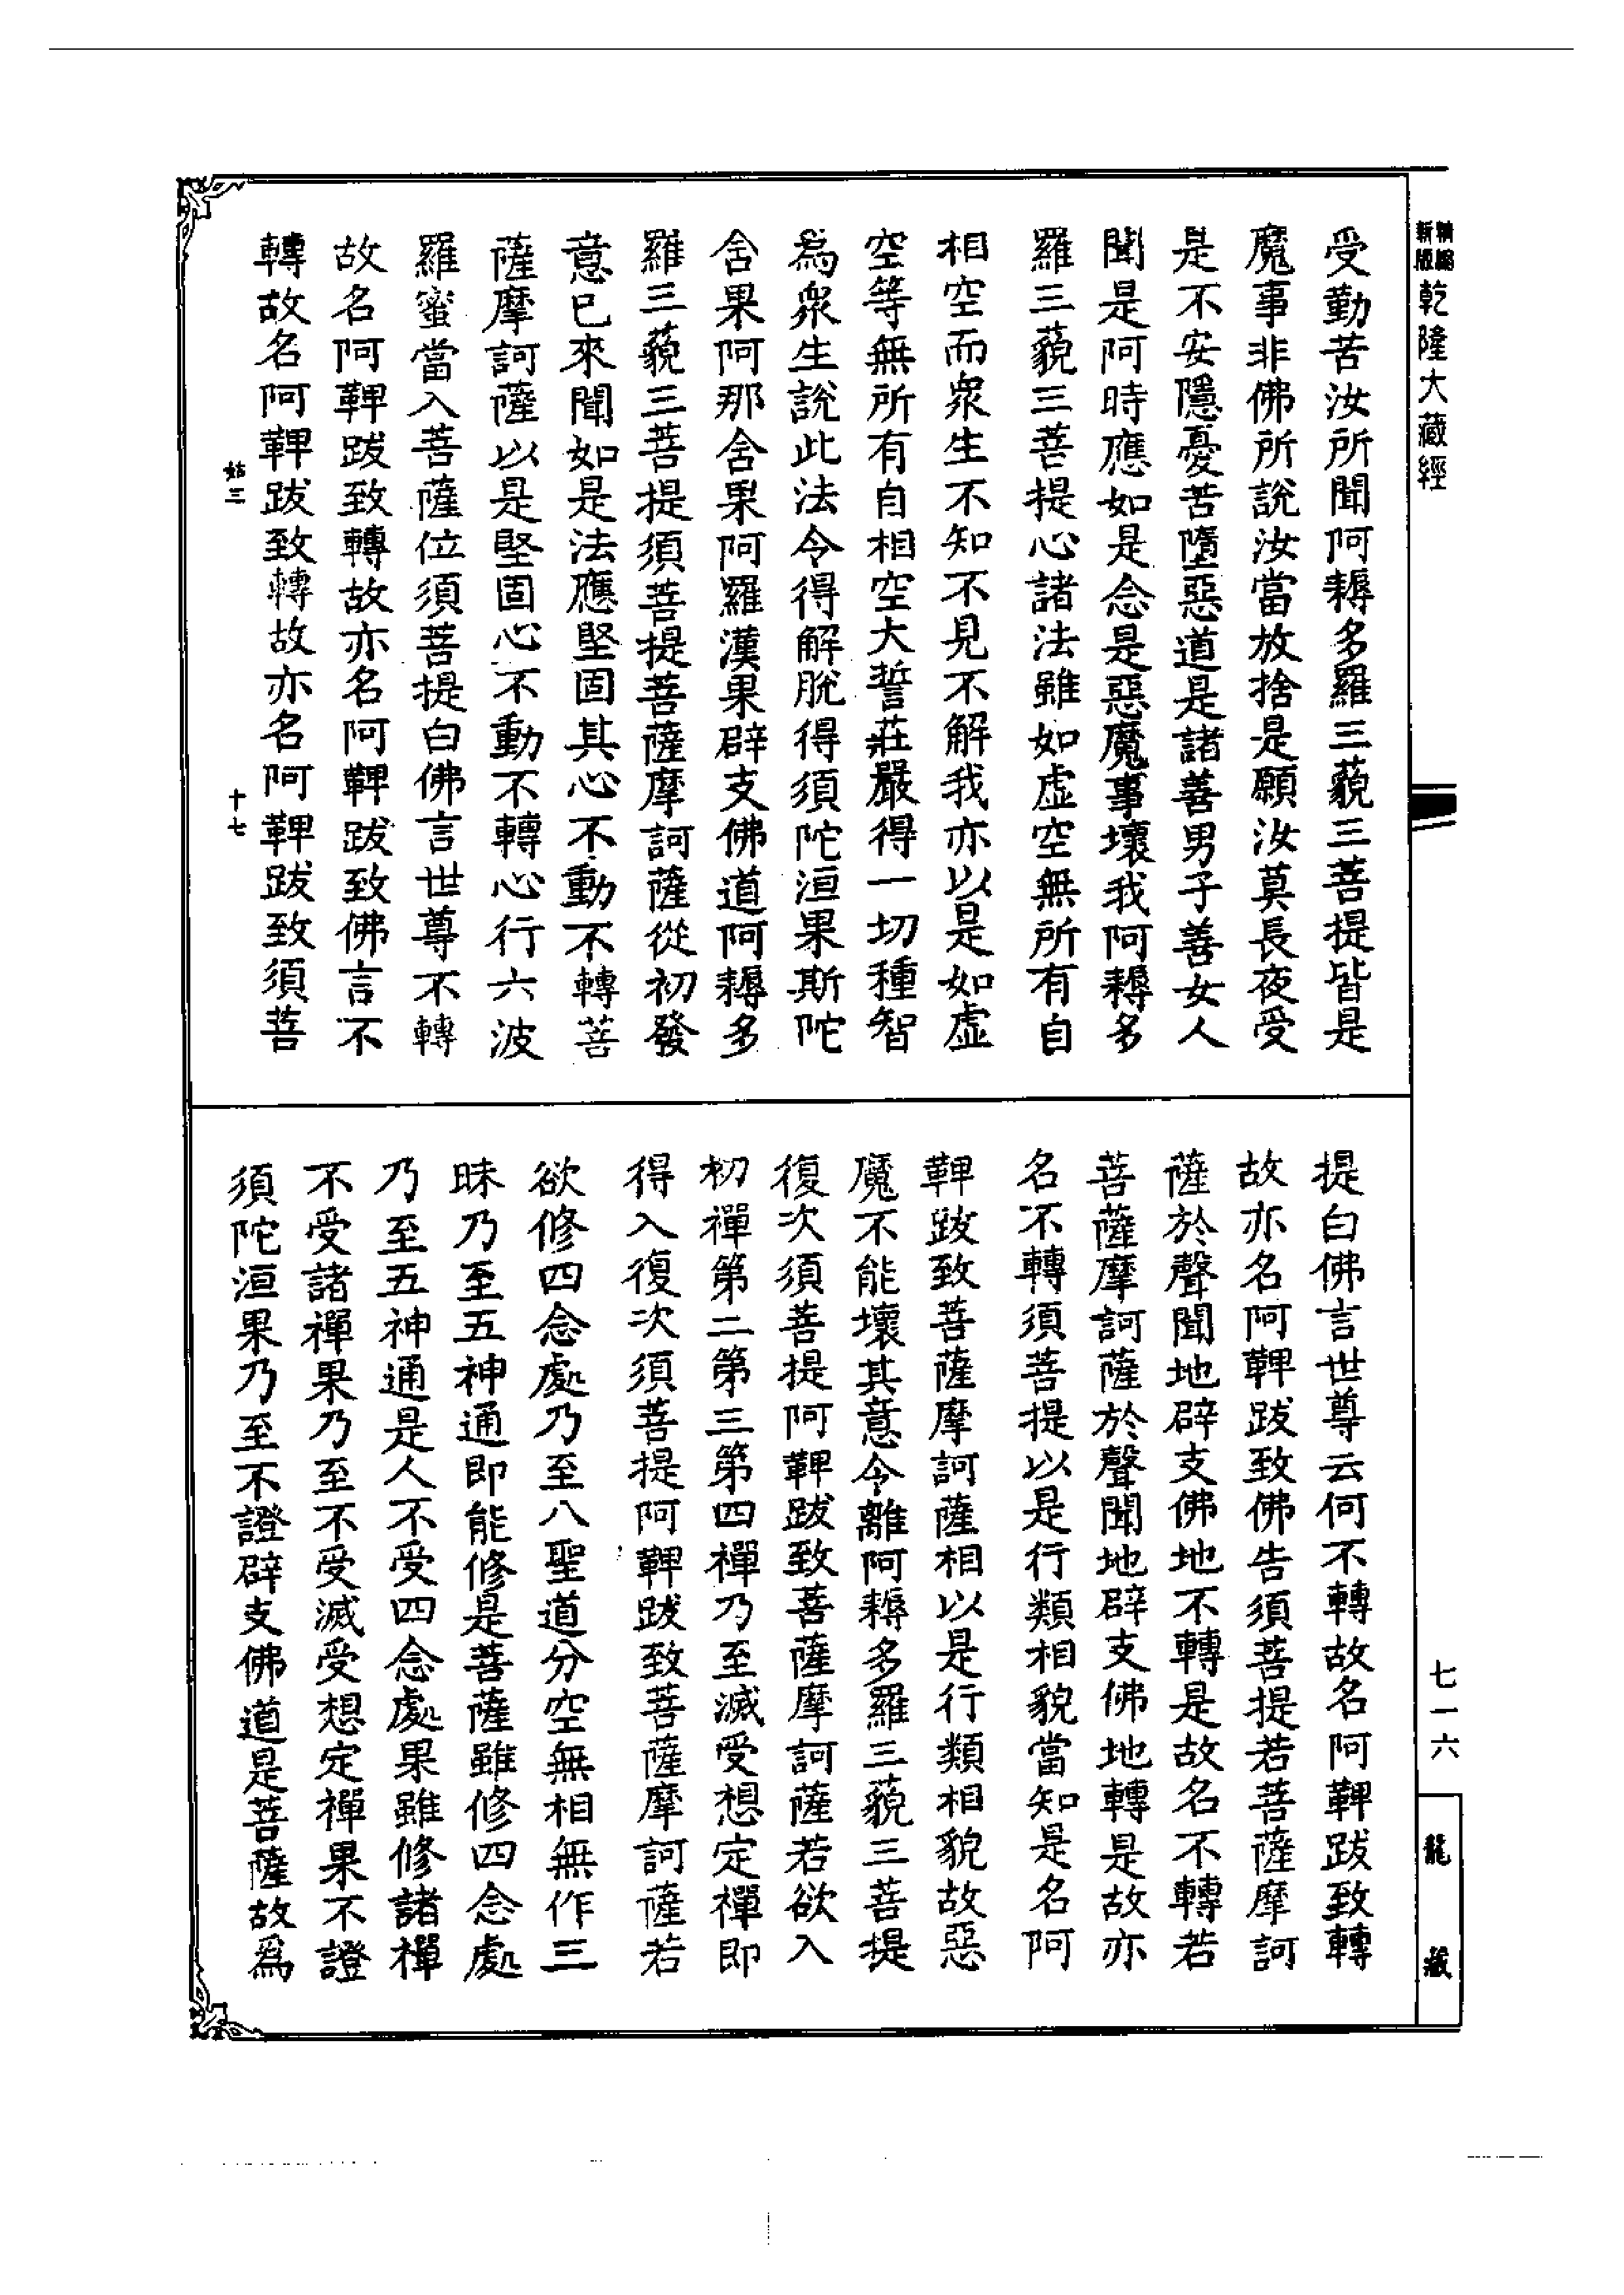 新版精縮乾隆大藏經
受勤苦汝所聞阿耨多羅三藐三菩提皆是
魔事非佛所說汝當放捨是願汝莫長夜受
是不安隱憂苦墮惡道是諸善男子善女人
聞是阿時應如是念是惡魔事壞我阿耨多
羅三藐三菩提心諸法雖如虛空無所有自
相空而衆生不知不見不解我亦以是如虛
空等無所有自相空大誓莊嚴得一切種智
為衆生說此法令得解脫得須陀洹果斯陀
含果阿那含果阿羅漢果辟支佛道阿耨多
羅三藐三菩提須菩提菩薩摩訶薩從初發
意已來聞如是法應堅固其心不動不轉菩
薩摩訶薩以是堅固心不動不轉心行六波
羅蜜當入菩薩位須菩提白佛言世尊不轉
故名阿鞞跋致轉故亦名阿鞞跋致佛言不
轉故名阿鞞跋致轉故亦名阿鞞跋致須菩
姑三 十七
提白佛言世尊云何不轉故名阿鞞跋致轉
故亦名阿鞞跋致佛告須菩提若菩薩摩訶
薩於聲聞地辟支佛地不轉是故名不轉若
菩薩摩訶薩於聲聞地辟支佛地轉是故亦
名不轉須菩提以是行類相貌當知是名阿
鞞跋致菩薩摩訶薩相以是行類相貌故惡
魔不能壞其意令離阿耨多羅三藐三菩提
復次須菩提阿鞞跋致菩薩摩訶薩若欲入
初禪第二第三第四禪乃至滅受想定禪即
得入復次須菩提阿鞞跋致菩薩摩訶薩若
欲修四念處乃至八聖道分空無相無作三
昧乃至五神通即能修是菩薩雖修四念處
乃至五神通是人不受四念處果雖修諸禪
不受諸禪果乃至不受滅受想定禪果不證
須陀洹果乃至不證辟支佛道是菩薩故爲
七一六
龍藏